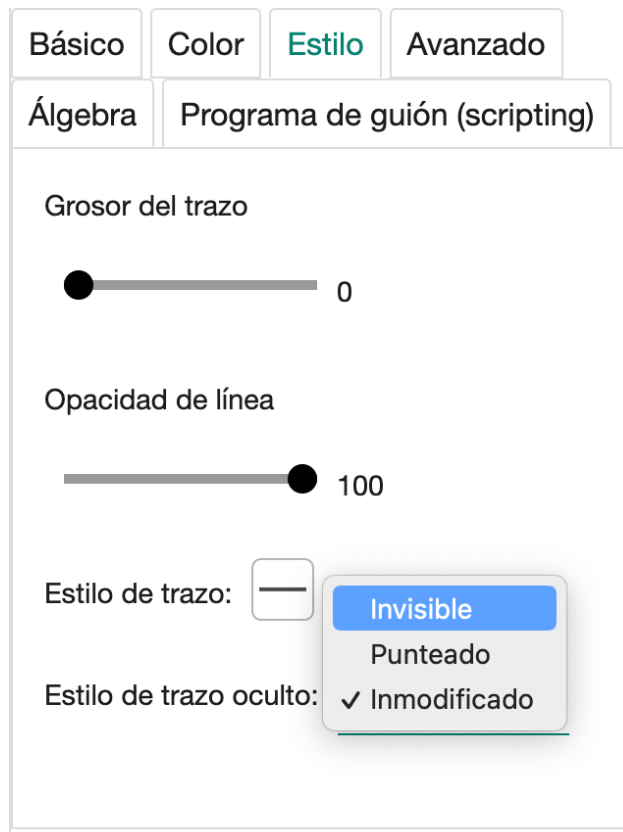 Básico Color Estilo Avanzado
Álgebra Programa de guión (scripting)
Grosor del trazo
0
Opacidad de línea
100
Estilo de trazo:
Invisible
Punteado
Estilo de trazo oculto: ✓ Inmodificado